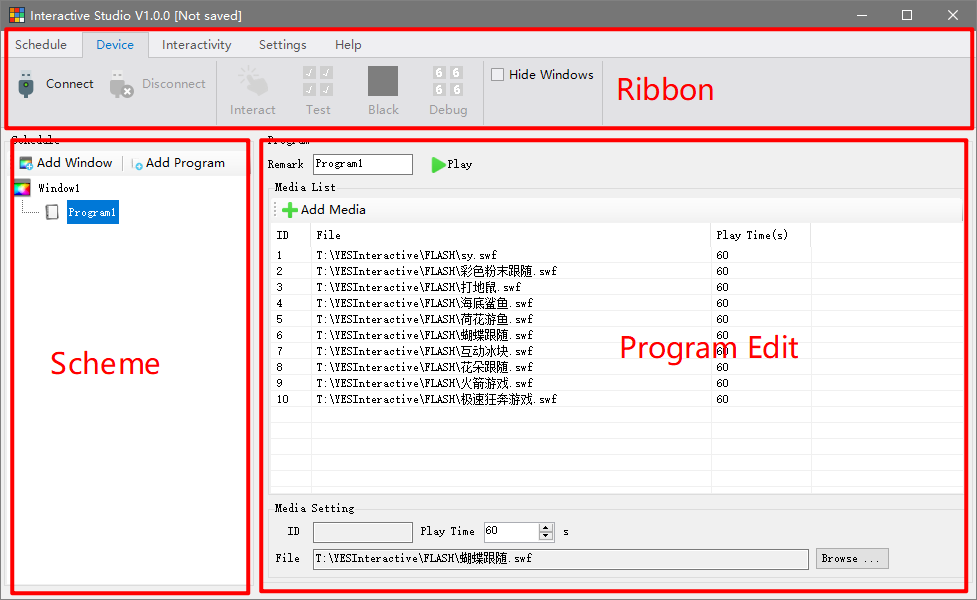 Interactive Studio V1.0.0 [Not saved]
Schedule Device Interactivity Settings Help
Connect Disconnect Interact Test Black Debug Hide Windows
Ribbon
Schedule
Add Window Add Program
Window1
Program1
Scheme
Program
Remark Program1 Play
Media List
Add Media
ID File Play Time(s)
1 T:\YESInteractive\FLASH\sy.swf 60
2 T:\YESInteractive\FLASH\彩色粉末跟随.swf 60
3 T:\YESInteractive\FLASH\打地鼠.swf 60
4 T:\YESInteractive\FLASH\海底鲨鱼.swf 60
5 T:\YESInteractive\FLASH\荷花游鱼.swf 60
6 T:\YESInteractive\FLASH\蝴蝶跟随.swf 60
7 T:\YESInteractive\FLASH\互动冰块.swf 60
8 T:\YESInteractive\FLASH\花朵跟随.swf 60
9 T:\YESInteractive\FLASH\火箭游戏.swf 60
10 T:\YESInteractive\FLASH\极速狂奔游戏.swf 60
Program Edit
Media Setting
ID Play Time 60 s
File T:\YESInteractive\FLASH\蝴蝶跟随.swf Browse ...